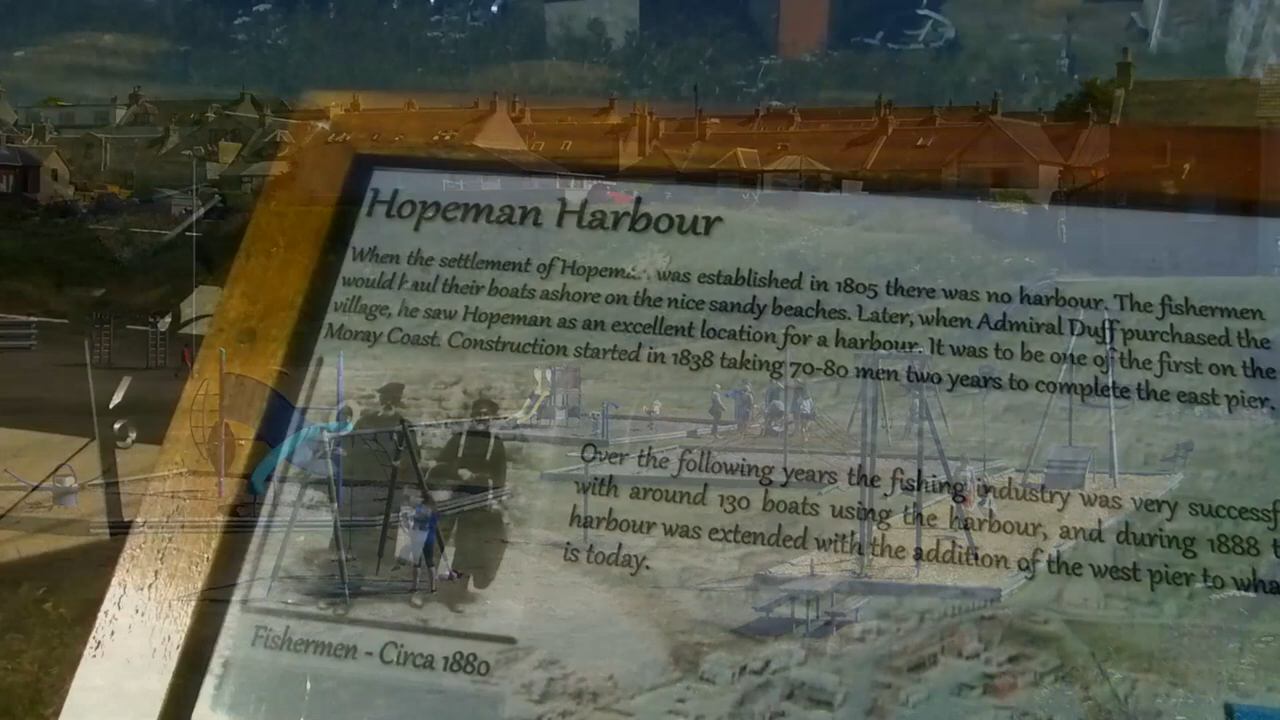 Hopeman Harbour
When the settlement of Hopeman was established in 1805 there was no harbour. The fishermen
would haul their boats ashore on the nice sandy beaches. Later, when Admiral Duff purchased the
village, he saw Hopeman as an excellent location for a harbour. It was to be one of the first on the
Moray Coast. Construction started in 1838 taking 70-80 men two years to complete the east pier.
Over the following years the fishing industry was very successf
with around 130 boats using the harbour, and during 1888 t
harbour was extended with the addition of the west pier to wha
is today.
Fishermen - Circa 1880